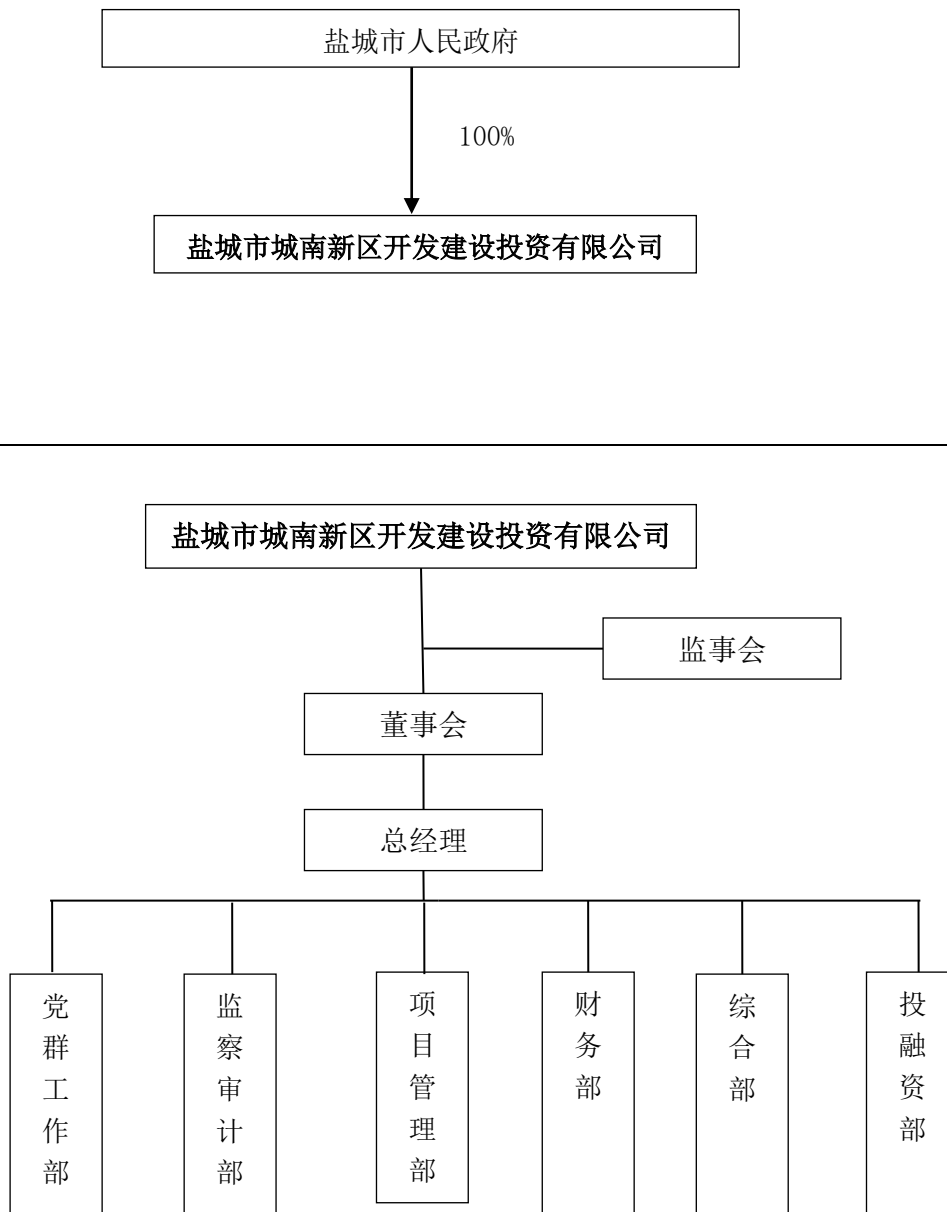 盐城市人民政府
100%
盐城市城南新区开发建设投资有限公司
盐城市城南新区开发建设投资有限公司
监事会
董事会
总经理
党群工作部
监察审计部
项目管理部
财务部
综合部
投融资部